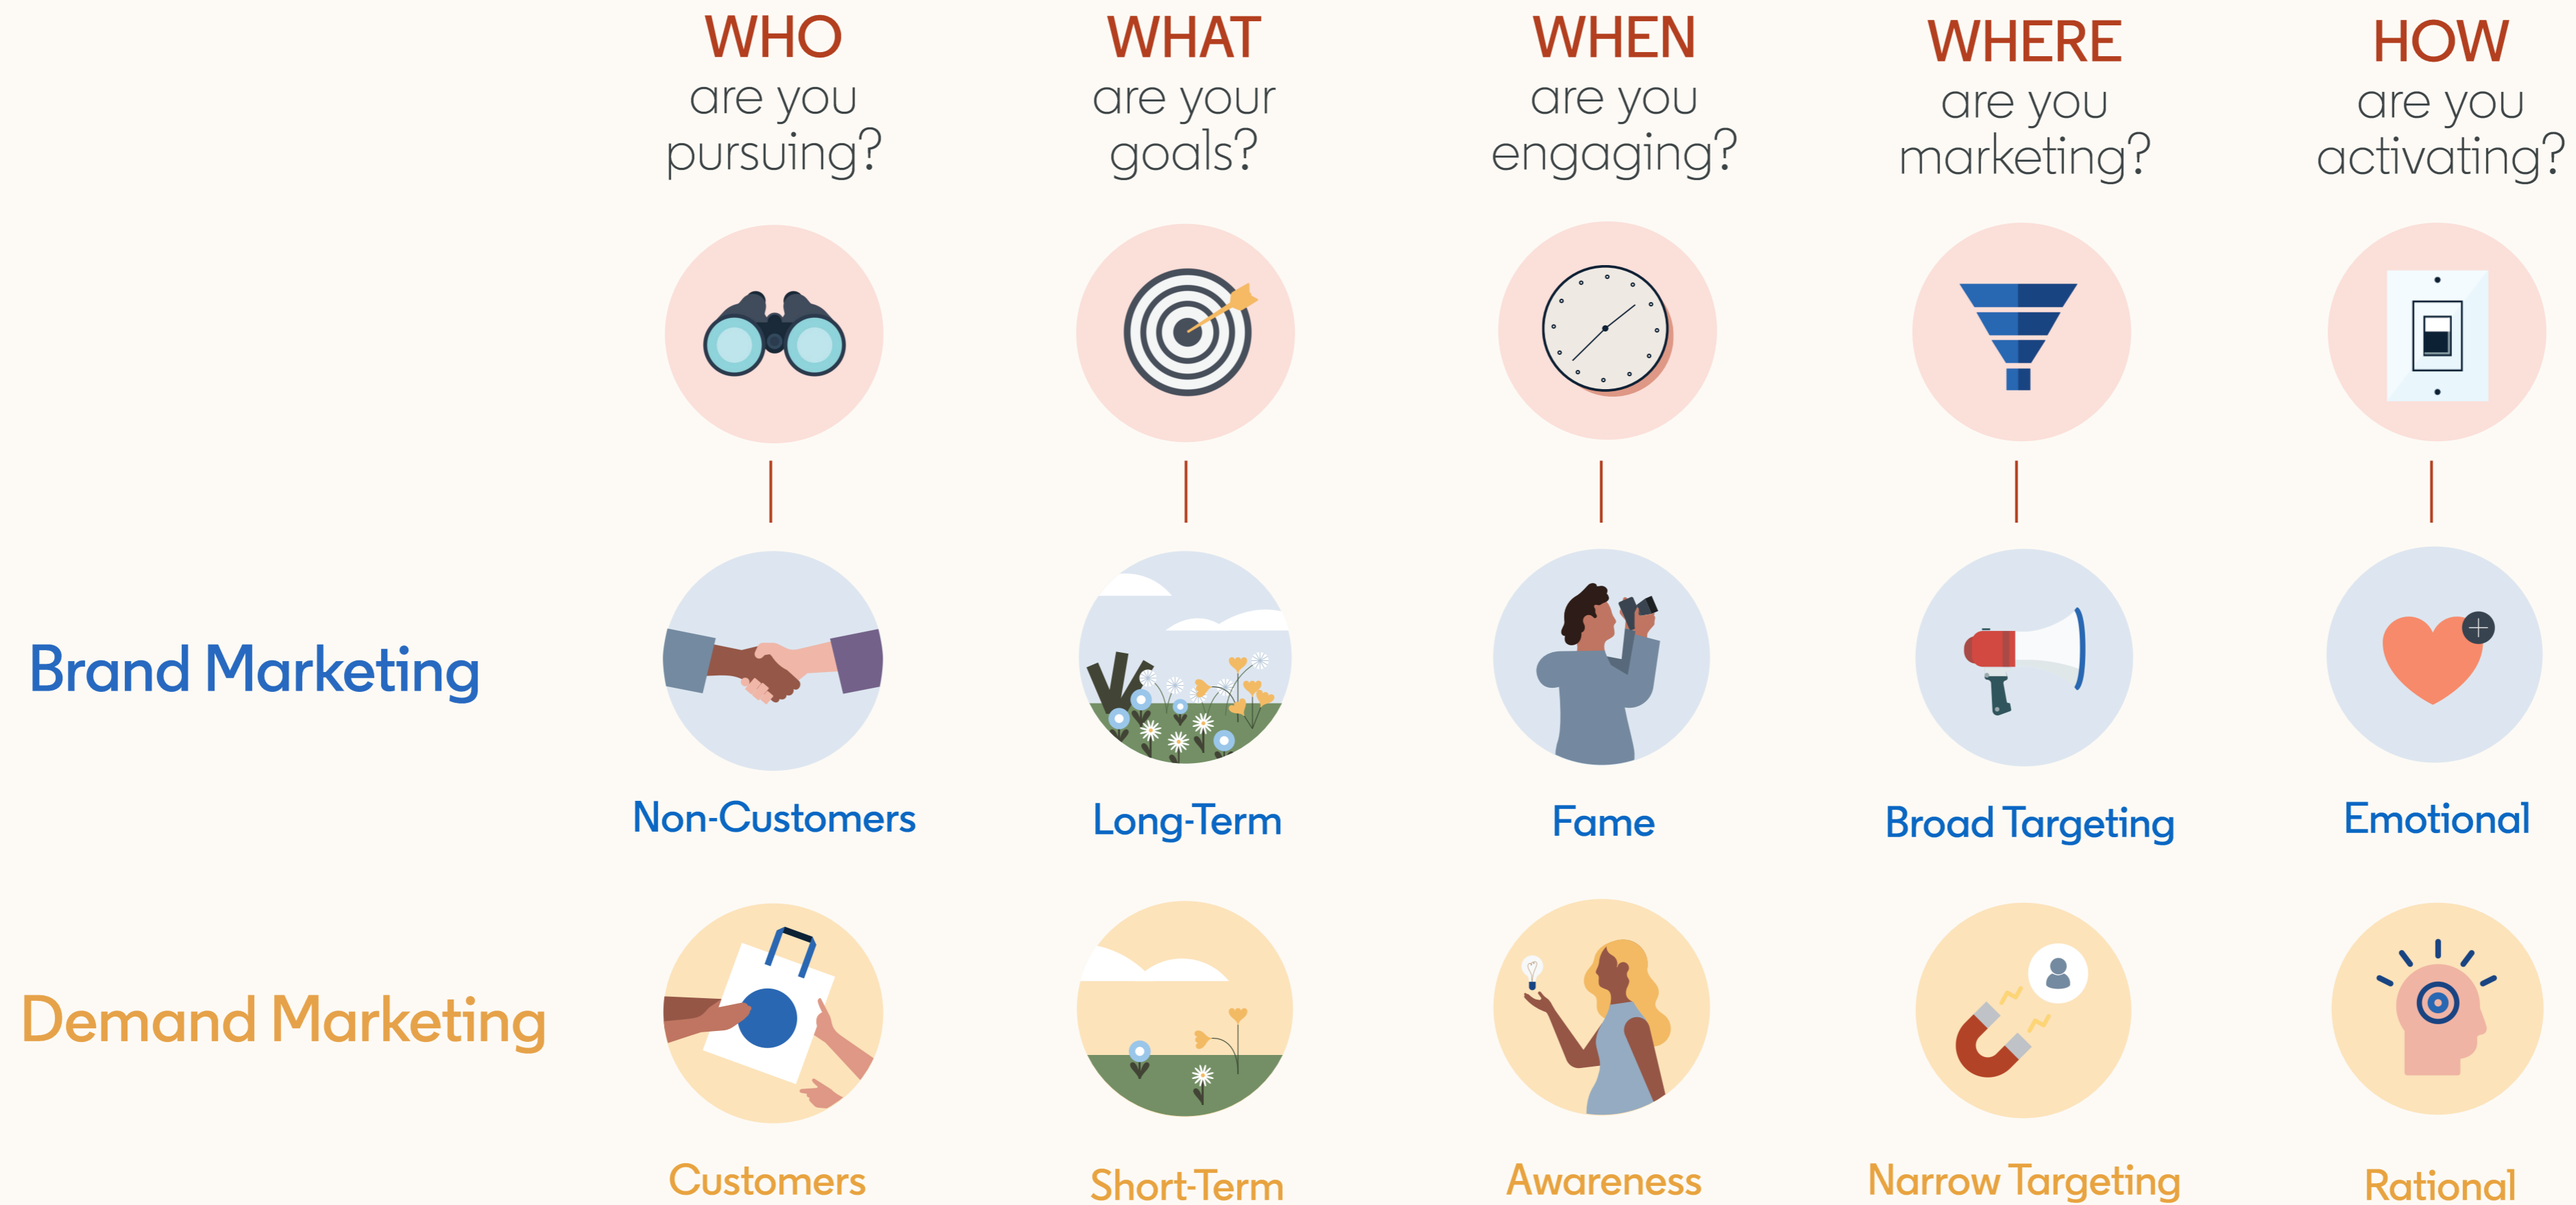 WHO
are you
pursuing?
WHAT
are your
goals?
WHEN
are you
engaging?
WHERE
are you
marketing?
HOW
are you
activating?
Brand Marketing
Non-Customers
Long-Term
Fame
Broad Targeting
Emotional
Demand Marketing
Customers
Short-Term
Awareness
Narrow Targeting
Rational